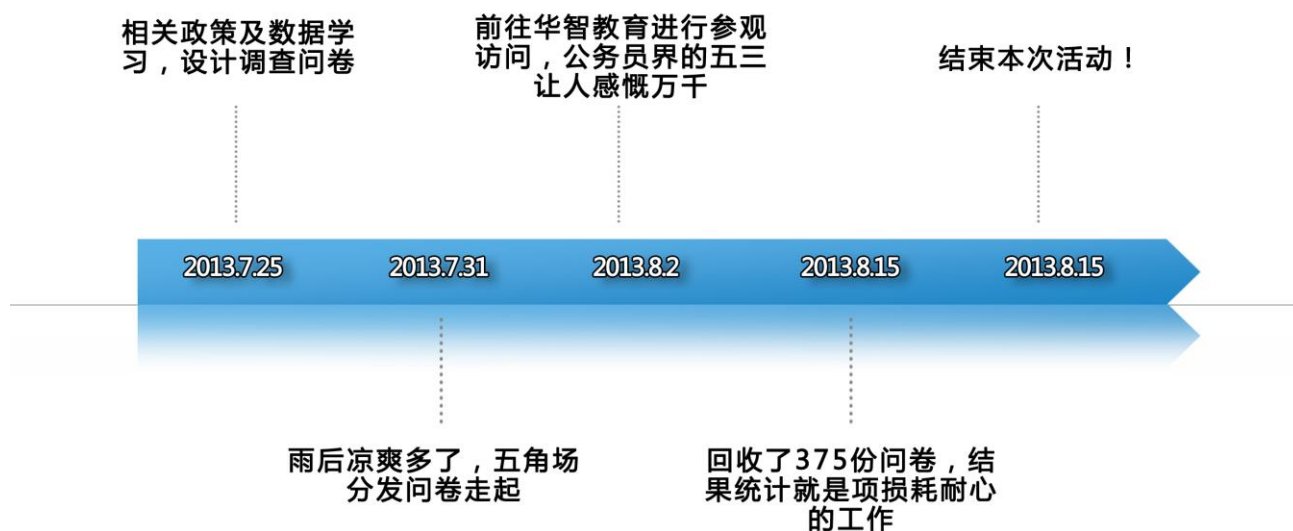 相关政策及数据学
习，设计调查问卷
前往华智教育进行参观
访问，公务员界的五三
让人感慨万千
结束本次活动！
2013.7.25
2013.7.31
2013.8.2
2013.8.15
2013.8.15
雨后凉爽多了，五角场
分发问卷走起
回收了375份问卷，结
果统计就是项损耗耐心
的工作